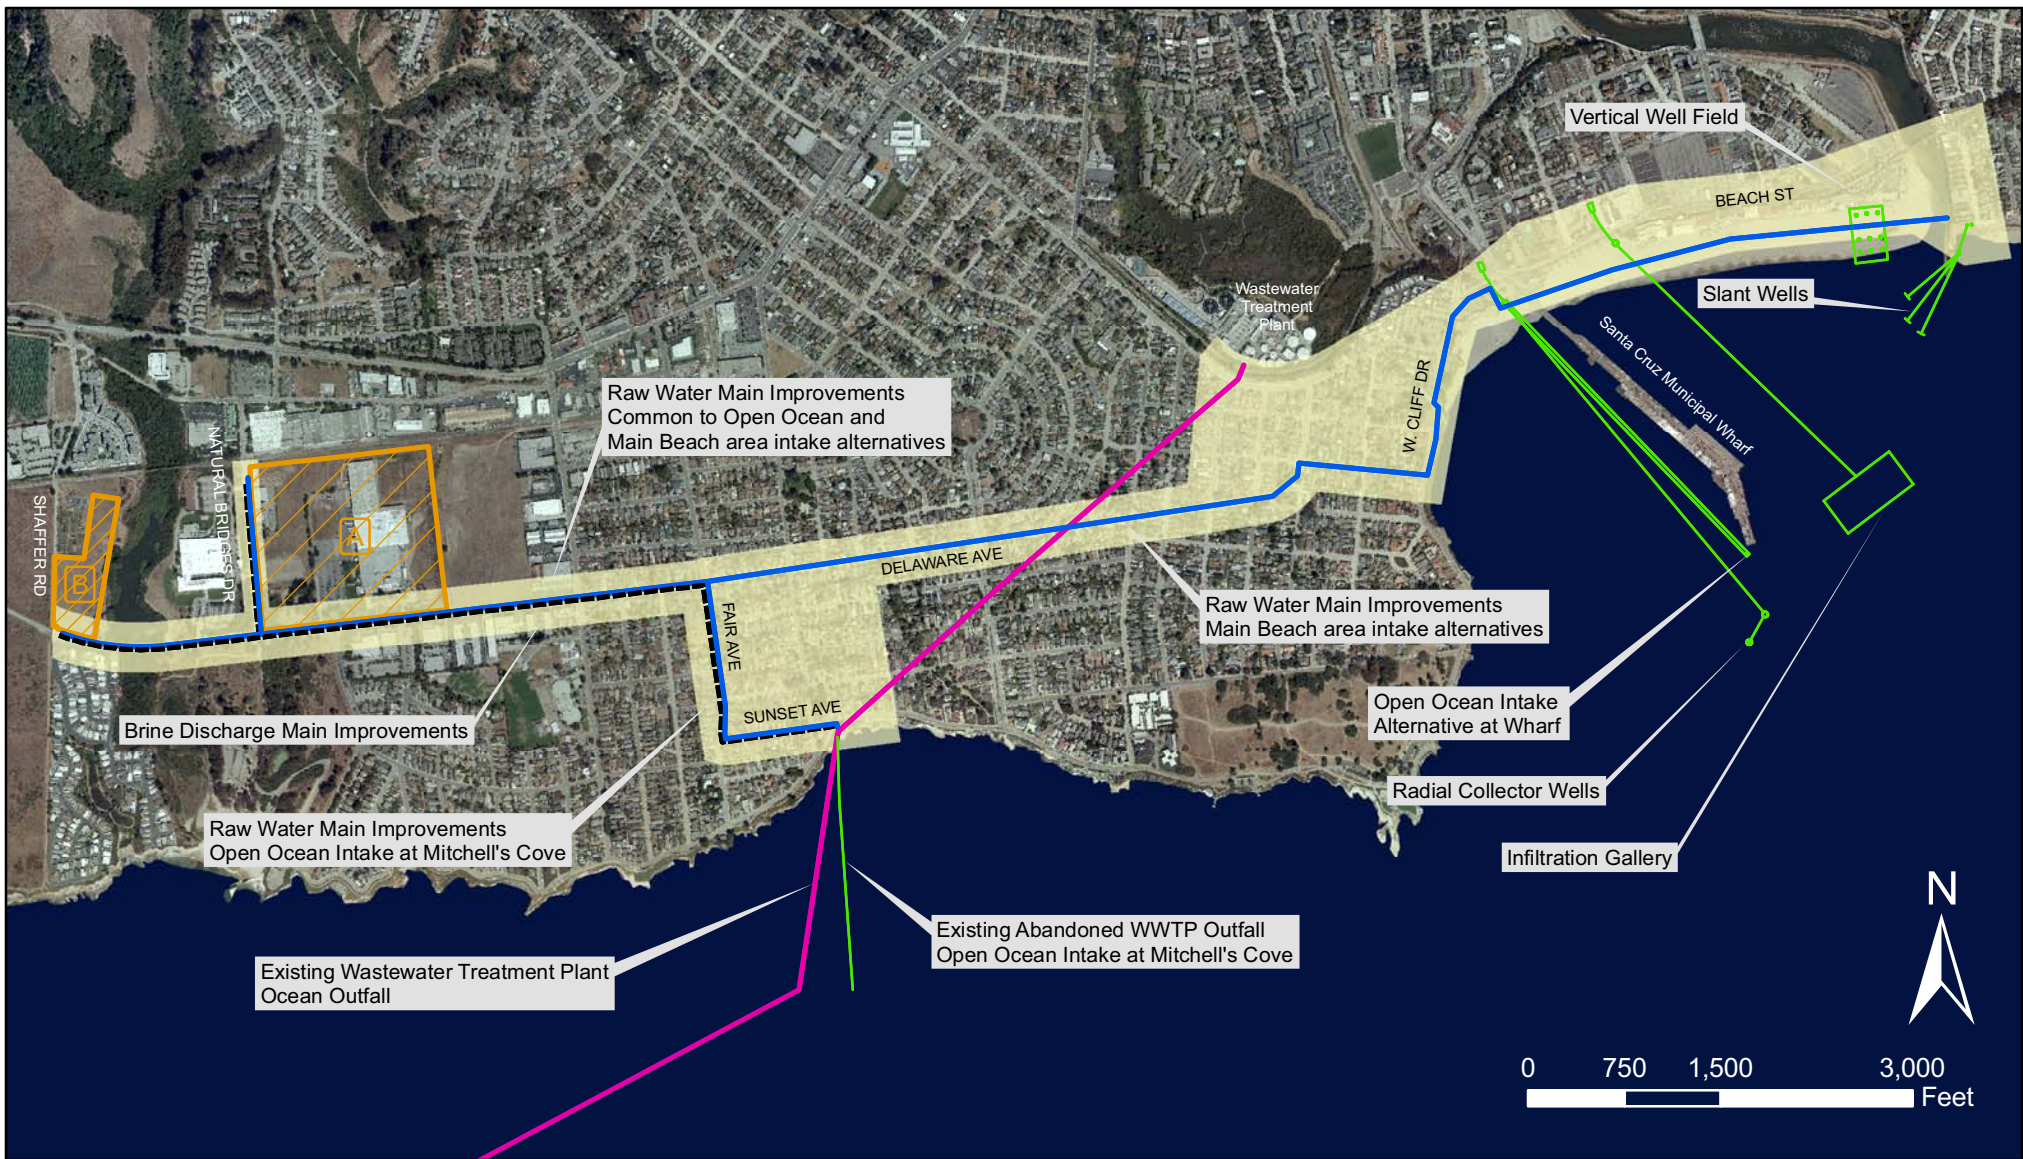 Vertical Well Field
BEACH ST
Slant Wells
Wastewater
Treatment
Plant
Santa Cruz Municipal Wharf
W. CLIFF DR
Raw Water Main Improvements
Common to Open Ocean and
Main Beach area intake alternatives
NATURAL BRIDGES DR
SHAFFER RD
A
B
DELAWARE AVE
FAIR AVE
Raw Water Main Improvements
Main Beach area intake alternatives
SUNSET AVE
Open Ocean Intake
Alternative at Wharf
Brine Discharge Main Improvements
Radial Collector Wells
Raw Water Main Improvements
Open Ocean Intake at Mitchell's Cove
Infiltration Gallery
Existing Abandoned WWTP Outfall
Open Ocean Intake at Mitchell's Cove
Existing Wastewater Treatment Plant
Ocean Outfall
N
0 750 1,500 3,000
Feet